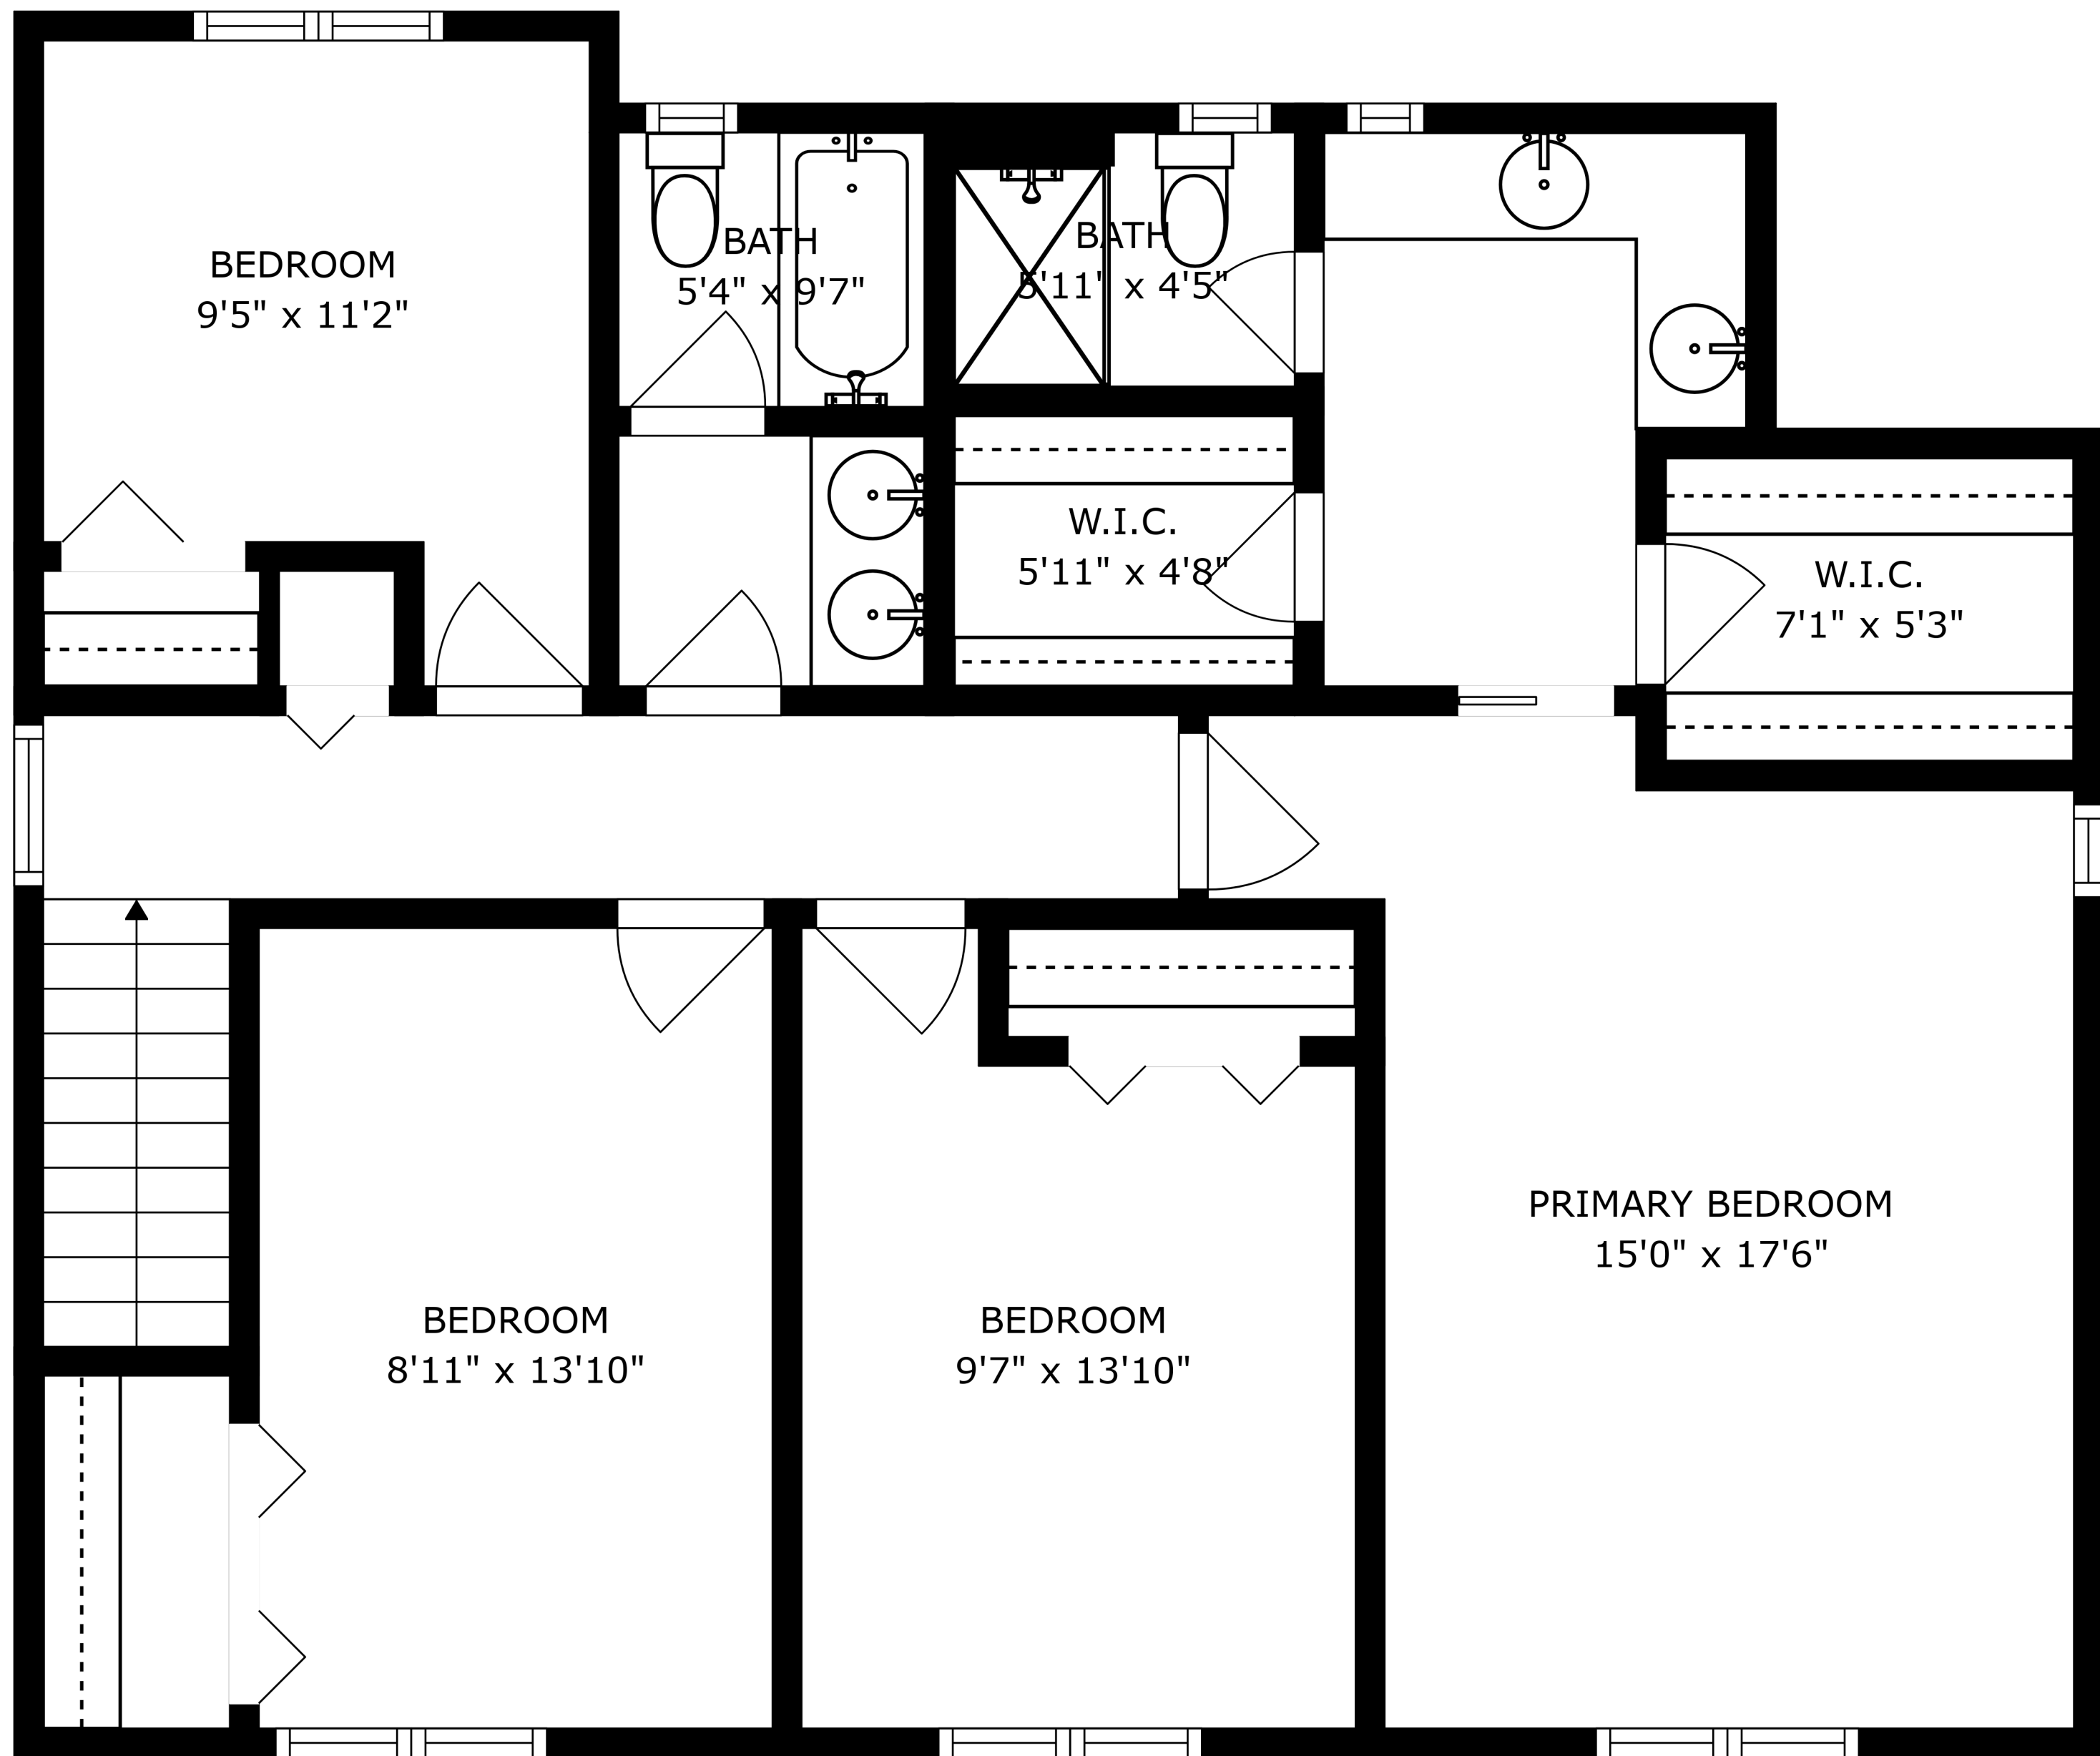 BEDROOM
9'5" x 11'2"
BATH
5'4" x 9'7"
BATH
5'11" x 4'5"
W.I.C.
5'11" x 4'8"
W.I.C.
7'1" x 5'3"
PRIMARY BEDROOM
15'0" x 17'6"
BEDROOM
8'11" x 13'10"
BEDROOM
9'7" x 13'10"